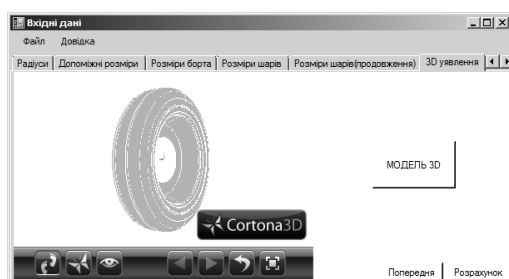 Вхідні дані
Файл Довідка
Радіуси Допоміжні розміри Розміри борта Розміри шарів Розміри шарів(продовження) 3D уявлення
МОДЕЛЬ 3D
Cortona3D
Попередня Розрахунок